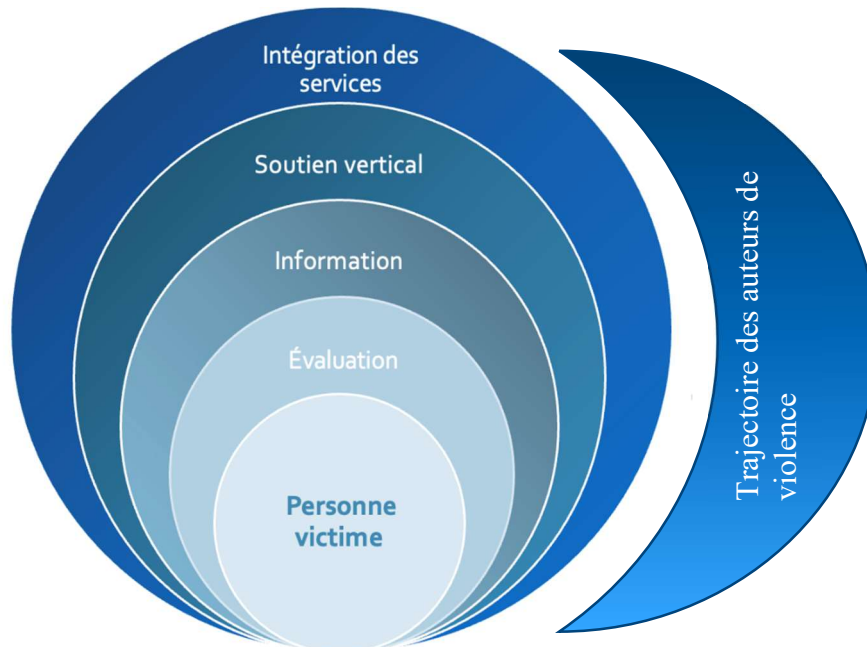 Intégration des
services
Soutien vertical
Information
Évaluation
Personne
victime
Trajectoire des auteurs de
violence